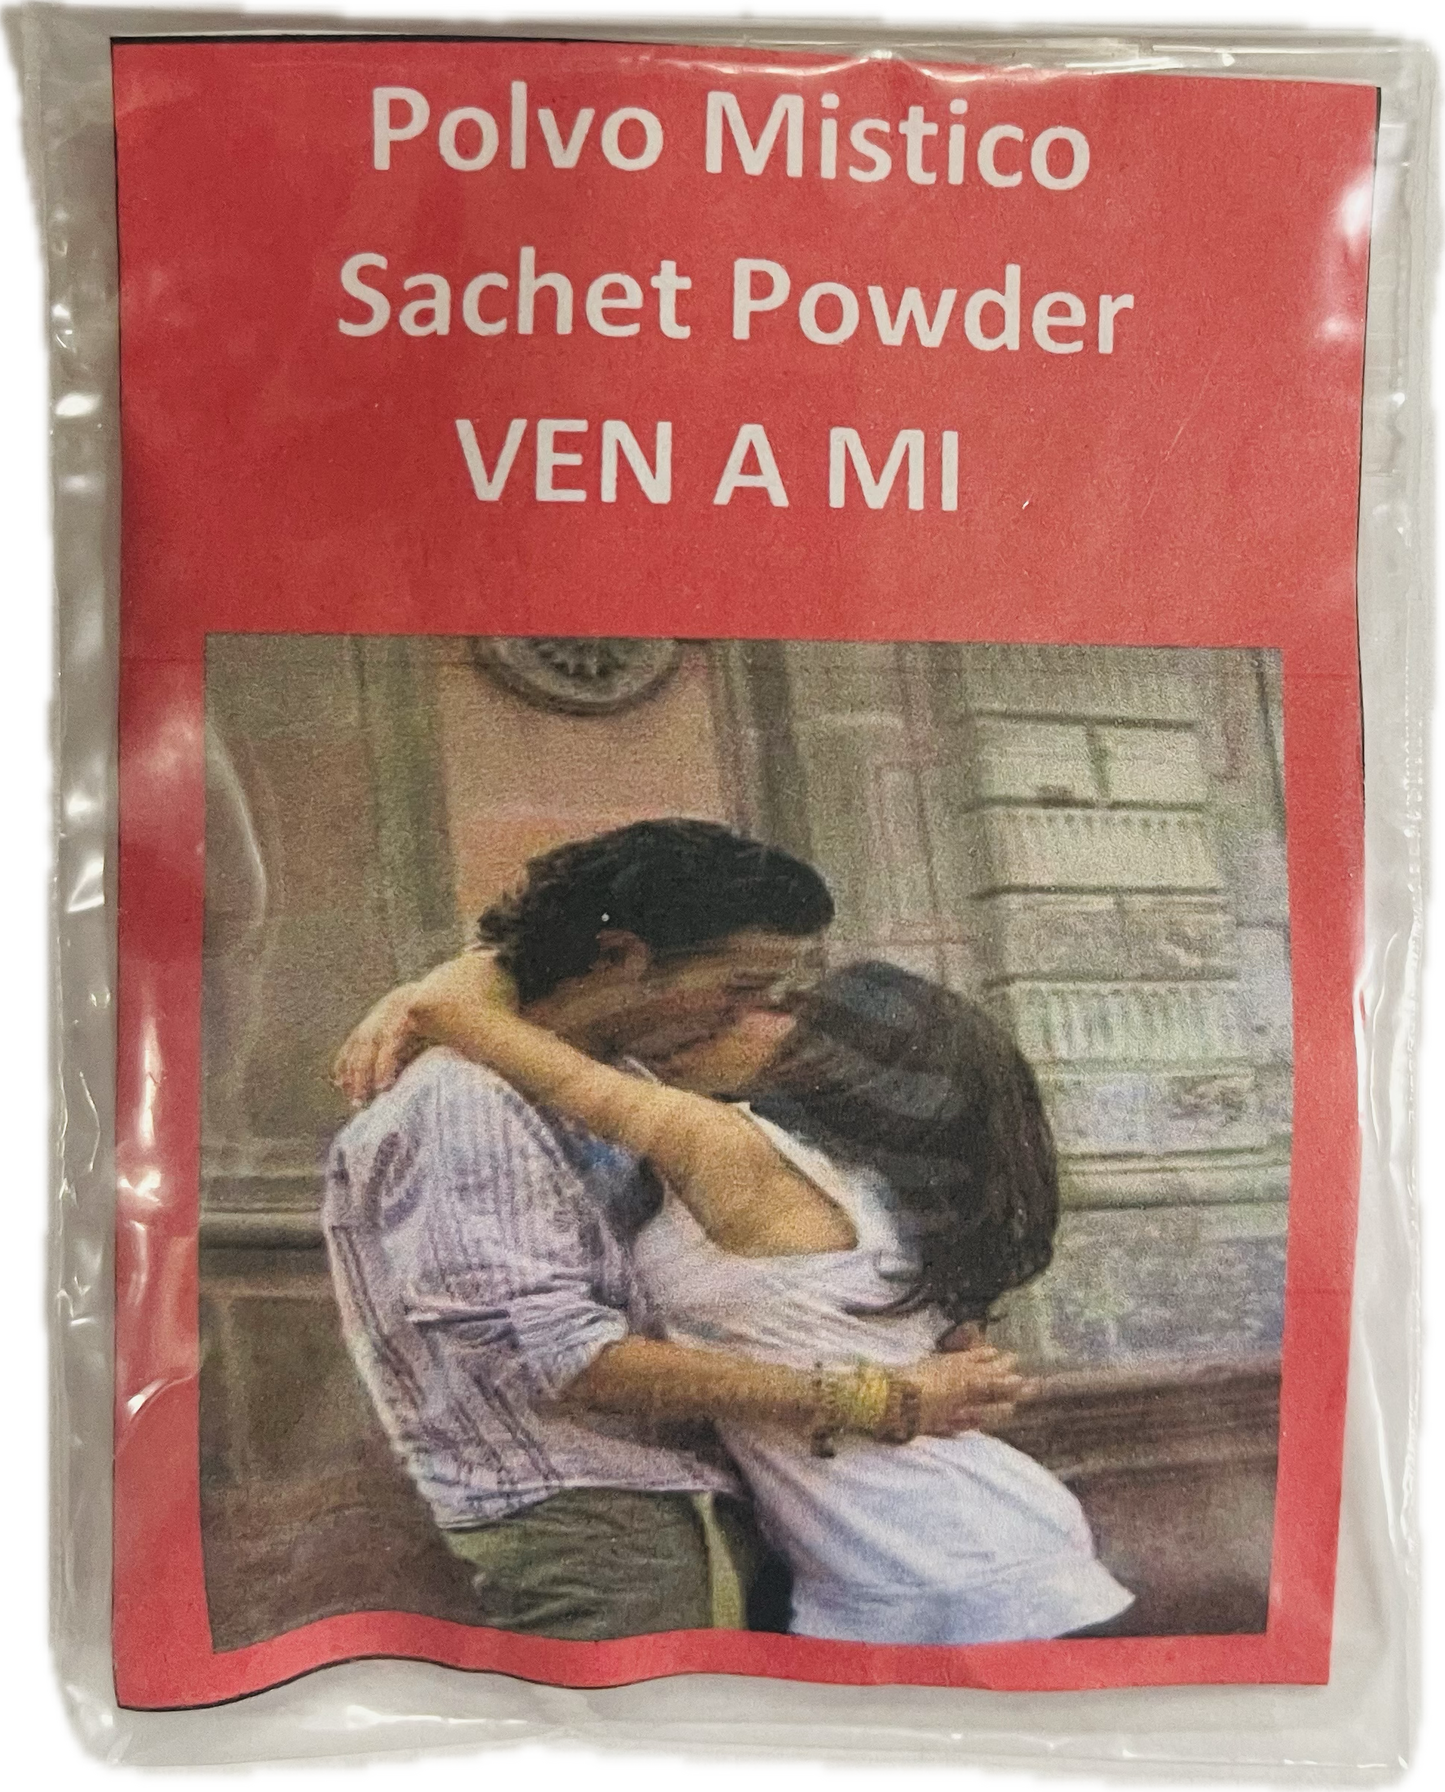 Polvo Mistico
Sachet Powder
VEN A MI